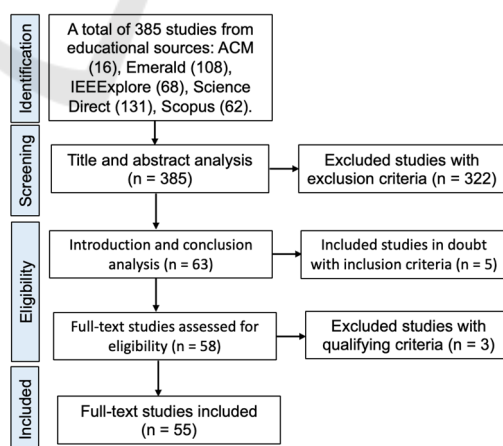 Identification
A total of 385 studies from
educational sources: ACM
(16), Emerald (108),
IEEExplore (68), Science
Direct (131), Scopus (62).
Screening
Title and abstract analysis
(n = 385)
Excluded studies with
exclusion criteria (n = 322)
Eligibility
Introduction and conclusion
analysis (n = 63)
Included studies in doubt
with inclusion criteria (n = 5)
Full-text studies assessed for
eligibility (n = 58)
Excluded studies with
qualifying criteria (n = 3)
Included
Full-text studies included
(n = 55)